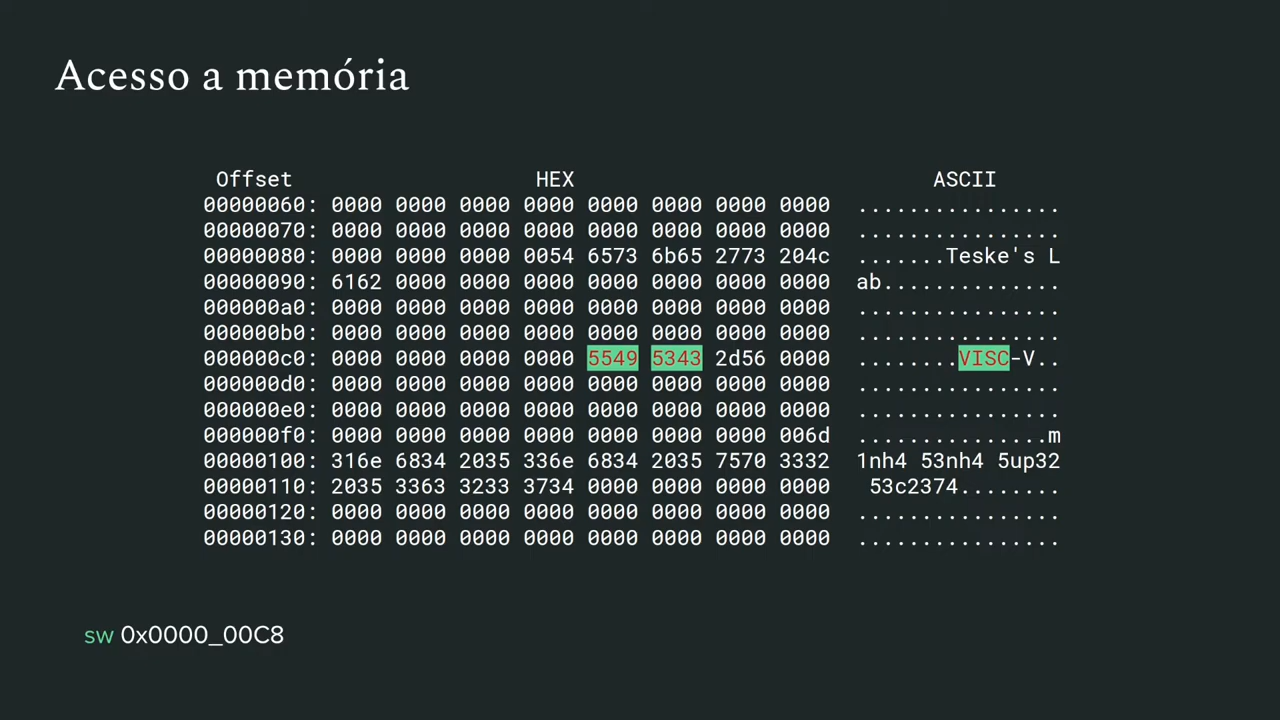 Acesso a memória
Offset HEX ASCII
00000060: 0000 0000 0000 0000 0000 0000 0000 0000 ................
00000070: 0000 0000 0000 0000 0000 0000 0000 0000 ................
00000080: 0000 0000 0000 0054 6573 6b65 2773 204c .......Teske's L
00000090: 6162 0000 0000 0000 0000 0000 0000 0000 ab..............
000000a0: 0000 0000 0000 0000 0000 0000 0000 0000 ................
000000b0: 0000 0000 0000 0000 0000 0000 0000 0000 ................
000000c0: 0000 0000 0000 0000 5549 5343 2d56 0000 ........VISC-V..
000000d0: 0000 0000 0000 0000 0000 0000 0000 0000 ................
000000e0: 0000 0000 0000 0000 0000 0000 0000 0000 ................
000000f0: 0000 0000 0000 0000 0000 0000 0000 006d ...............m
00000100: 316e 6834 2035 336e 6834 2035 7570 3332 1nh4 53nh4 5up32
00000110: 2035 3363 3233 3734 0000 0000 0000 0000 53c2374........
00000120: 0000 0000 0000 0000 0000 0000 0000 0000 ................
00000130: 0000 0000 0000 0000 0000 0000 0000 0000 ................
sw 0x0000_00C8